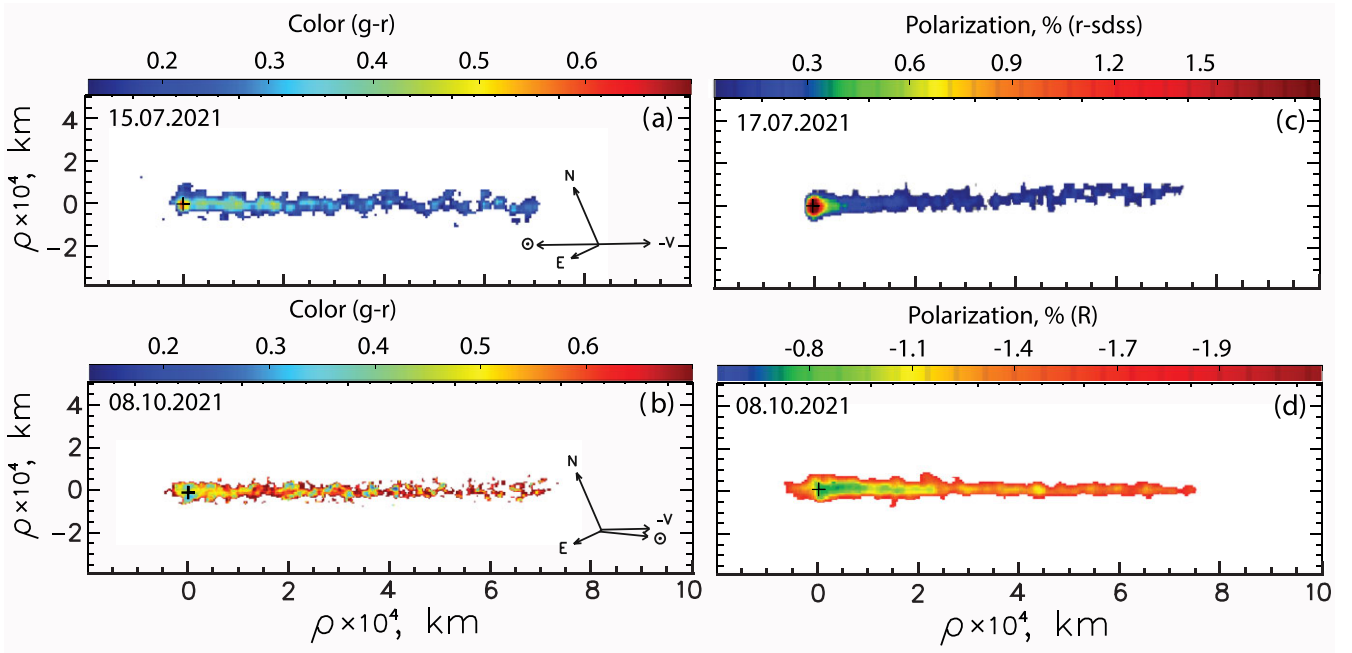 Color (g-r)
0.2 0.3 0.4 0.5 0.6
15.07.2021 (a)
4
2
0
-2
ρ×10⁴, km
N
⊙ -V
E
Polarization, % (r-sdss)
0.3 0.6 0.9 1.2 1.5
17.07.2021 (c)
Color (g-r)
0.2 0.3 0.4 0.5 0.6
08.10.2021 (b)
4
2
0
-2
ρ×10⁴, km
N
-V
E ⊙
0 2 4 6 8 10
ρ×10⁴, km
Polarization, % (R)
-0.8 -1.1 -1.4 -1.7 -1.9
08.10.2021 (d)
0 2 4 6 8 10
ρ×10⁴, km